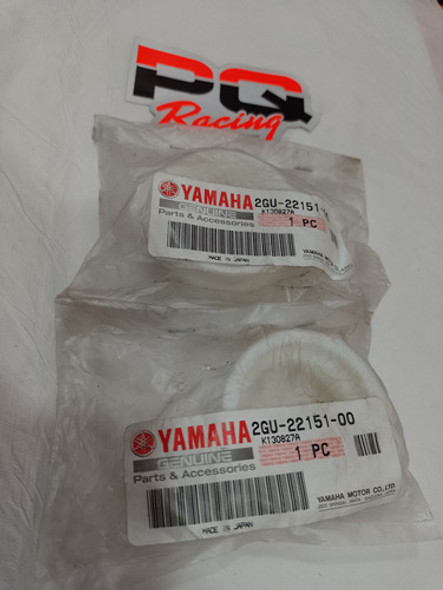 PQ
Racing
YAMAHA 2GU-22151-
GENUINE K130827A
Parts & Accessories 1 PC
MADE IN JAPAN
YAMAHA 2GU-22151-00
GENUINE K130827A
Parts & Accessories 1 PC
YAMAHA MOTOR CO., LTD.
MADE IN JAPAN